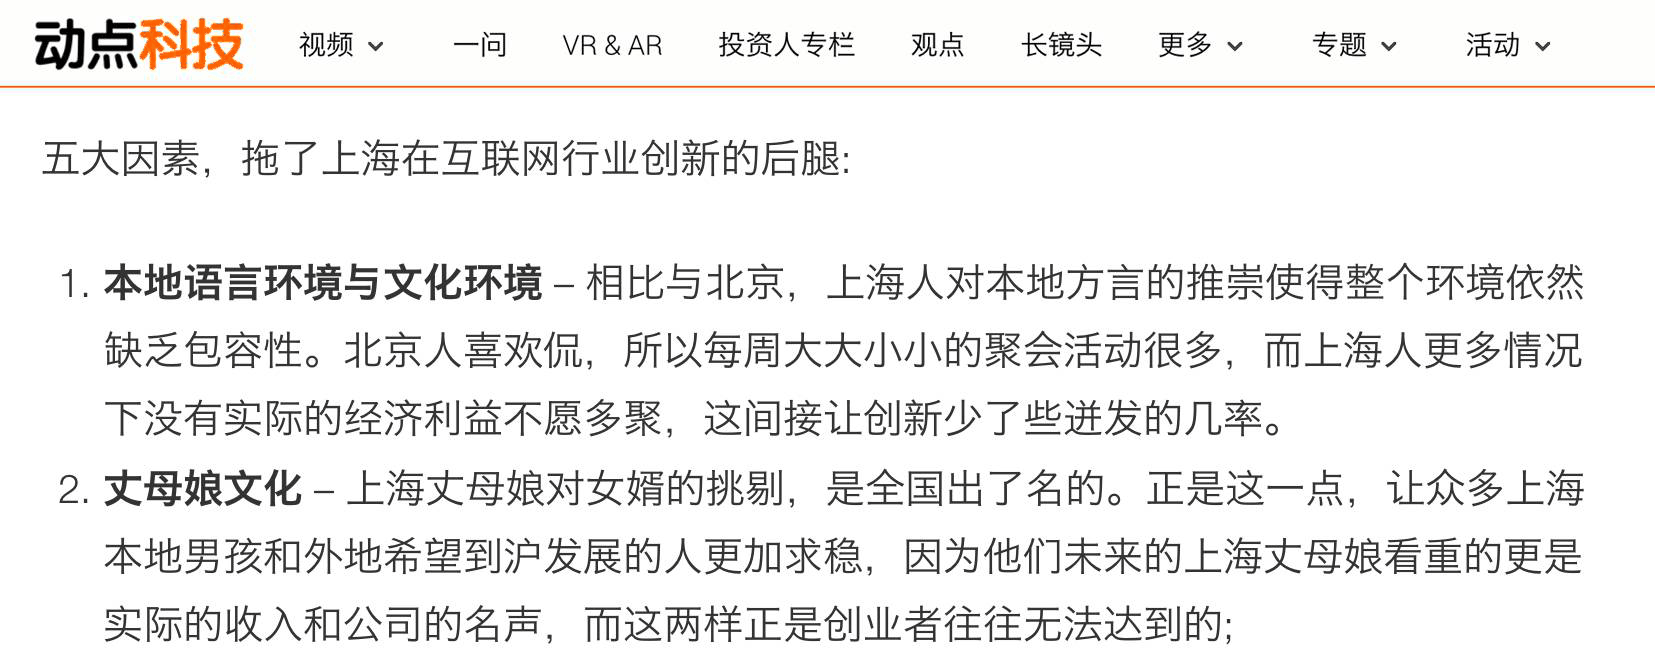 动点科技 视频 一问 VR & AR 投资人专栏 观点 长镜头 更多 专题 活动
五大因素，拖了上海在互联网行业创新的后腿:
1. 本地语言环境与文化环境 – 相比与北京，上海人对本地方言的推崇使得整个环境依然
缺乏包容性。北京人喜欢侃，所以每周大大小小的聚会活动很多，而上海人更多情况
下没有实际的经济利益不愿多聚，这间接让创新少了些迸发的几率。
2. 丈母娘文化 – 上海丈母娘对女婿的挑剔，是全国出了名的。正是这一点，让众多上海
本地男孩和外地希望到沪发展的人更加求稳，因为他们未来的上海丈母娘看重的更是
实际的收入和公司的名声，而这两样正是创业者往往无法达到的;